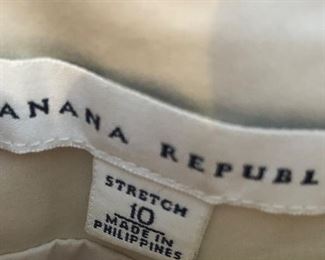 ANANA REPUBL
STRETCH
10
MADE IN
PHILIPPINES